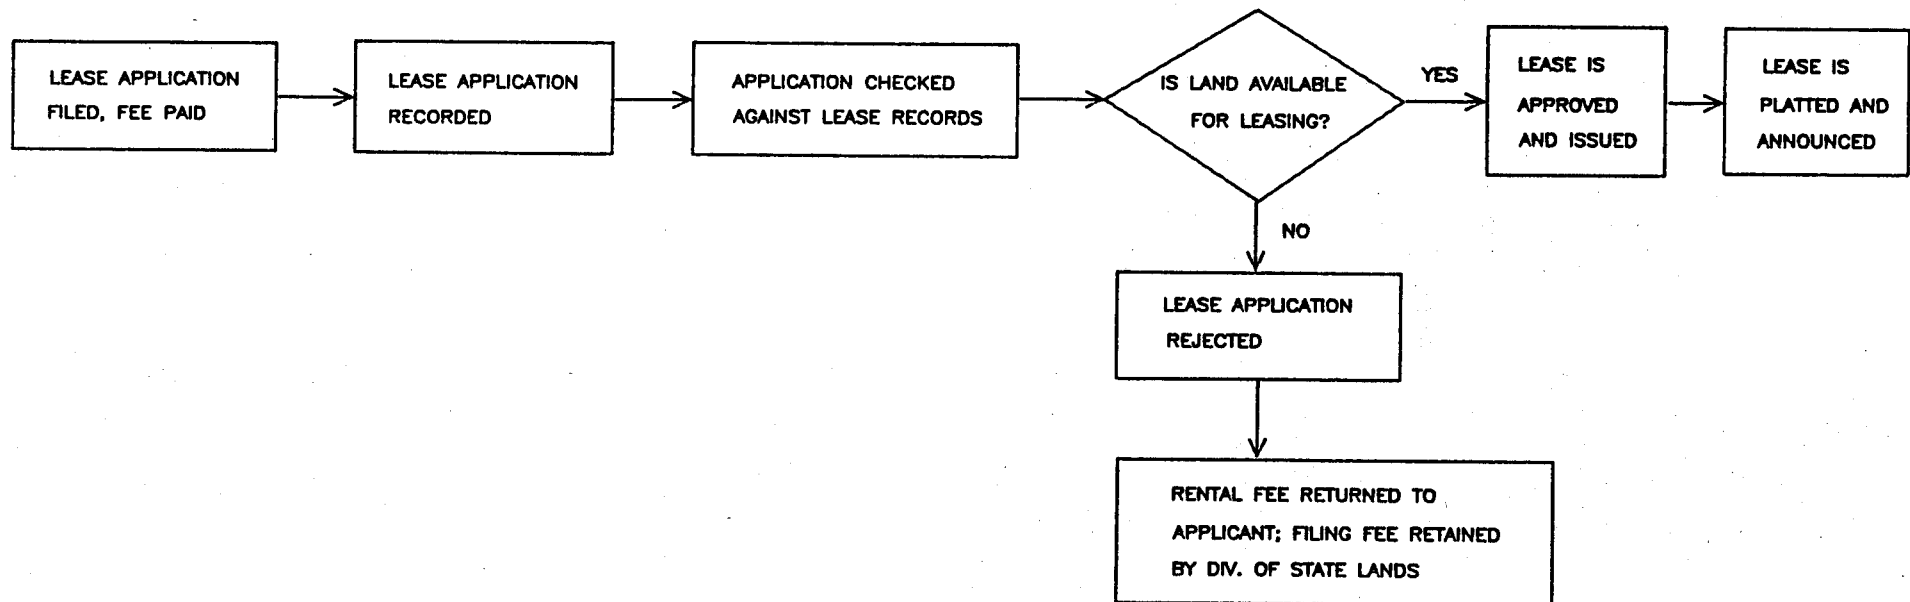 LEASE APPLICATION
FILED, FEE PAID
LEASE APPLICATION
RECORDED
APPLICATION CHECKED
AGAINST LEASE RECORDS
IS LAND AVAILABLE
FOR LEASING?
YES
LEASE IS
APPROVED
AND ISSUED
LEASE IS
PLATTED AND
ANNOUNCED
NO
LEASE APPLICATION
REJECTED
RENTAL FEE RETURNED TO
APPLICANT; FILING FEE RETAINED
BY DIV. OF STATE LANDS